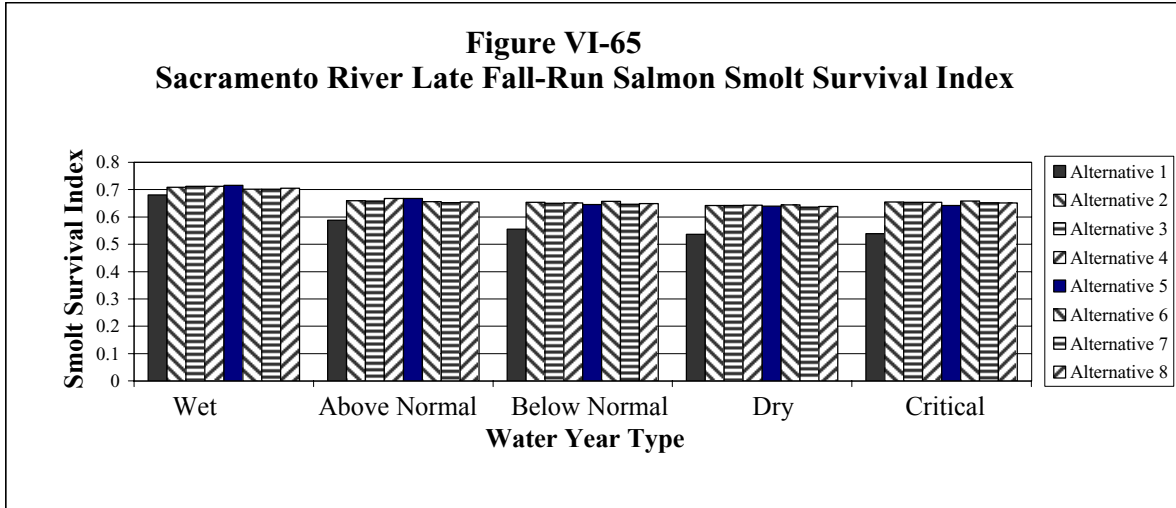 Figure VI-65
Sacramento River Late Fall-Run Salmon Smolt Survival Index
Smolt Survival Index
0.8
0.7
0.6
0.5
0.4
0.3
0.2
0.1
0
Wet Above Normal Below Normal Dry Critical
Water Year Type
Alternative 1
Alternative 2
Alternative 3
Alternative 4
Alternative 5
Alternative 6
Alternative 7
Alternative 8